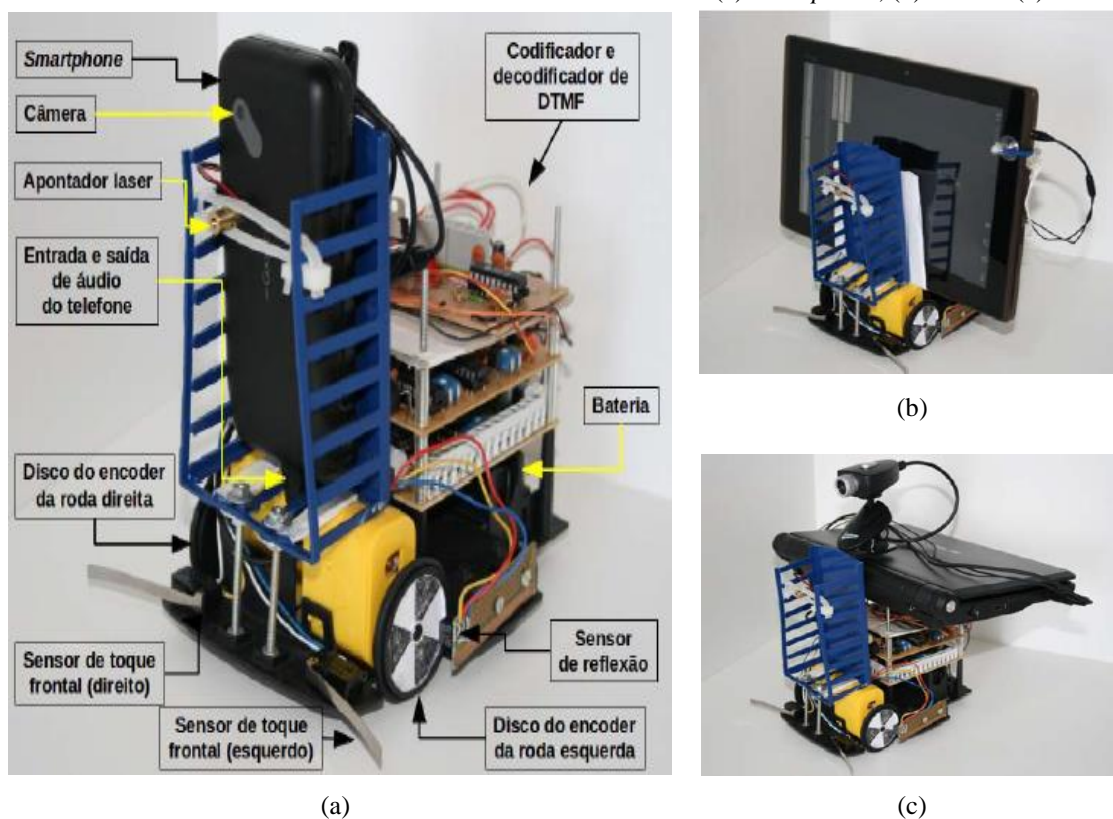 Smartphone
Câmera
Apontador laser
Entrada e saída
de áudio
do telefone
Disco do encoder
da roda direita
Sensor de toque
frontal (direito)
Sensor de toque
frontal (esquerdo)
Codificador e
decodificador de
DTMF
Bateria
Sensor
de reflexão
Disco do encoder
da roda esquerda
(a)
(b)
(c)